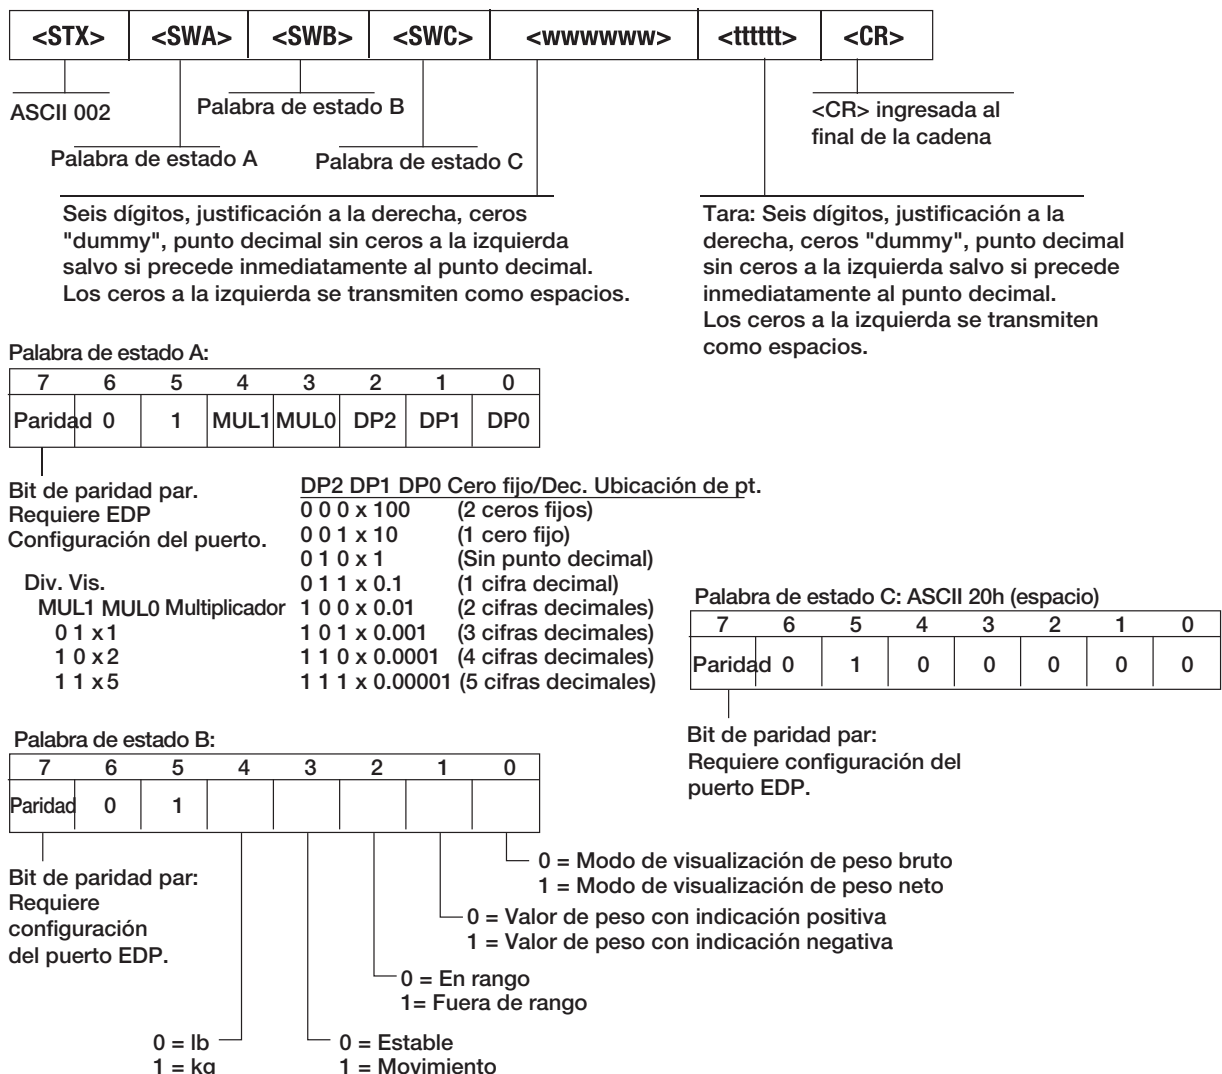 <STX> <SWA> <SWB> <SWC> <wwwwww> <tttttt> <CR>
ASCII 002
Palabra de estado B
<CR> ingresada al
final de la cadena
Palabra de estado A
Palabra de estado C
Seis dígitos, justificación a la derecha, ceros
"dummy", punto decimal sin ceros a la izquierda
salvo si precede inmediatamente al punto decimal.
Los ceros a la izquierda se transmiten como espacios.
Tara: Seis dígitos, justificación a la
derecha, ceros "dummy", punto decimal
sin ceros a la izquierda salvo si precede
inmediatamente al punto decimal.
Los ceros a la izquierda se transmiten
como espacios.
Palabra de estado A:
7 6 5 4 3 2 1 0
Paridad 0 1 MUL1 MUL0 DP2 DP1 DP0
Bit de paridad par.
Requiere EDP
Configuración del puerto.
Div. Vis.
MUL1 MUL0 Multiplicador
0 1 x 1
1 0 x 2
1 1 x 5
DP2 DP1 DP0 Cero fijo/Dec. Ubicación de pt.
0 0 0 x 100 (2 ceros fijos)
0 0 1 x 10 (1 cero fijo)
0 1 0 x 1 (Sin punto decimal)
0 1 1 x 0.1 (1 cifra decimal)
1 0 0 x 0.01 (2 cifras decimales)
1 0 1 x 0.001 (3 cifras decimales)
1 1 0 x 0.0001 (4 cifras decimales)
1 1 1 x 0.00001 (5 cifras decimales)
Palabra de estado C: ASCII 20h (espacio)
7 6 5 4 3 2 1 0
Paridad 0 1 0 0 0 0 0
Bit de paridad par:
Requiere configuración del
puerto EDP.
Palabra de estado B:
7 6 5 4 3 2 1 0
Paridad 0 1
Bit de paridad par:
Requiere
configuración
del puerto EDP.
0 = Modo de visualización de peso bruto
1 = Modo de visualización de peso neto
0 = Valor de peso con indicación positiva
1 = Valor de peso con indicación negativa
0 = En rango
1= Fuera de rango
0 = lb
1 = kg
0 = Estable
1 = Movimiento